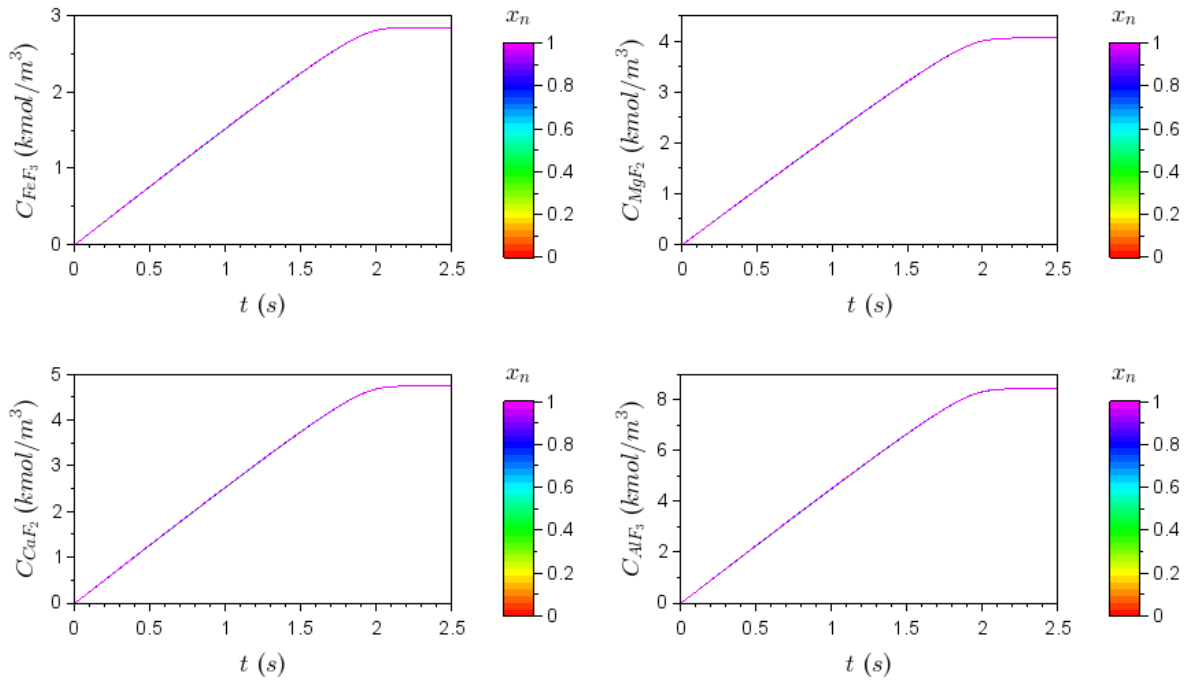 C_{FeF_3} (kmol/m^3)
3
2
1
0
0 0.5 1 1.5 2 2.5
t (s)
x_n
1
0.8
0.6
0.4
0.2
0
C_{MgF_2} (kmol/m^3)
4
3
2
1
0
0 0.5 1 1.5 2 2.5
t (s)
x_n
1
0.8
0.6
0.4
0.2
0
C_{CaF_2} (kmol/m^3)
5
4
3
2
1
0
0 0.5 1 1.5 2 2.5
t (s)
x_n
1
0.8
0.6
0.4
0.2
0
C_{AlF_3} (kmol/m^3)
8
6
4
2
0
0 0.5 1 1.5 2 2.5
t (s)
x_n
1
0.8
0.6
0.4
0.2
0